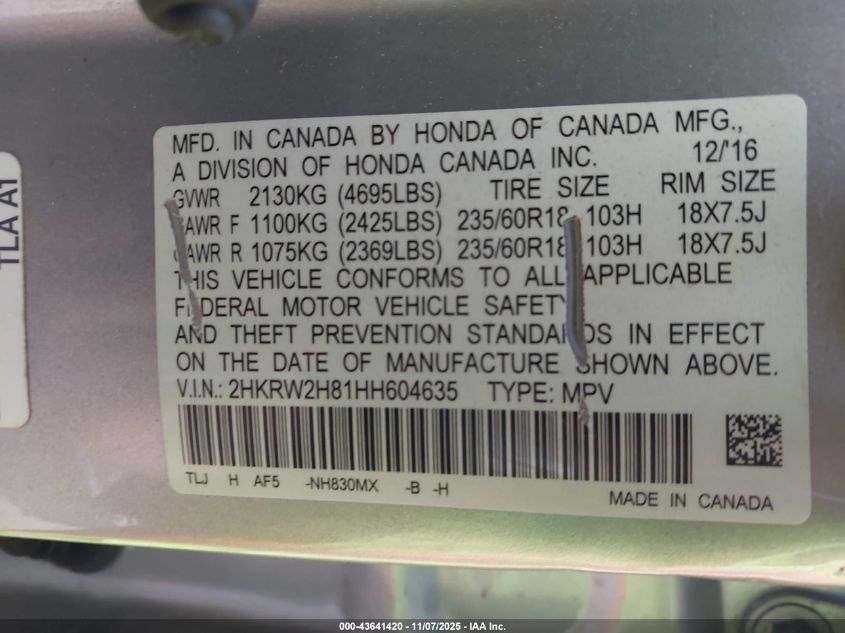 MFD. IN CANADA BY HONDA OF CANADA MFG.,
A DIVISION OF HONDA CANADA INC. 12/'16
GVWR 2130KG (4695LBS) TIRE SIZE RIM SIZE
GAWR F 1100KG (2425LBS) 235/60R18 103H 18X7.5J
GAWR R 1075KG (2369LBS) 235/60R18 103H 18X7.5J
THIS VEHICLE CONFORMS TO ALL APPLICABLE
FEDERAL MOTOR VEHICLE SAFETY
AND THEFT PREVENTION STANDARDS IN EFFECT
ON THE DATE OF MANUFACTURE SHOWN ABOVE.
V.I.N.: 2HKRW2H81HH604635 TYPE: MPV
TLJ H AF5 -NH830MX -B -H
MADE IN CANADA
TLA A1
000-43641420 - 11/07/2025 - IAA Inc.